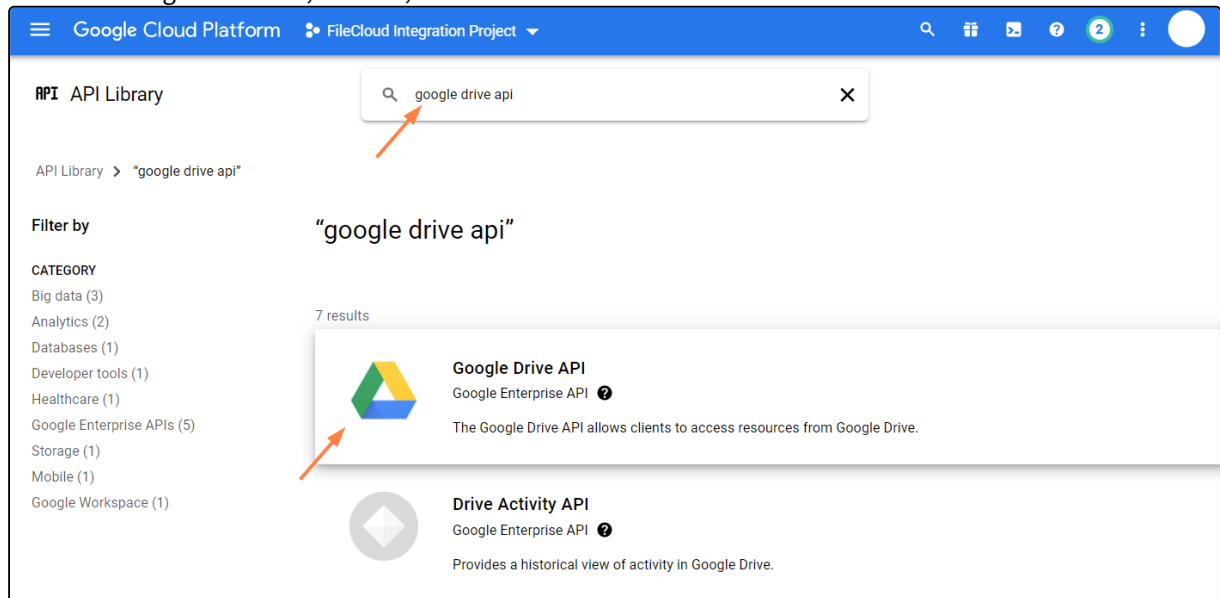 Google Cloud Platform FileCloud Integration Project 2
API API Library google drive api
API Library > "google drive api"
Filter by
CATEGORY
Big data (3)
Analytics (2)
Databases (1)
Developer tools (1)
Healthcare (1)
Google Enterprise APIs (5)
Storage (1)
Mobile (1)
Google Workspace (1)
“google drive api”
7 results
Google Drive API
Google Enterprise API ?
The Google Drive API allows clients to access resources from Google Drive.
Drive Activity API
Google Enterprise API ?
Provides a historical view of activity in Google Drive.